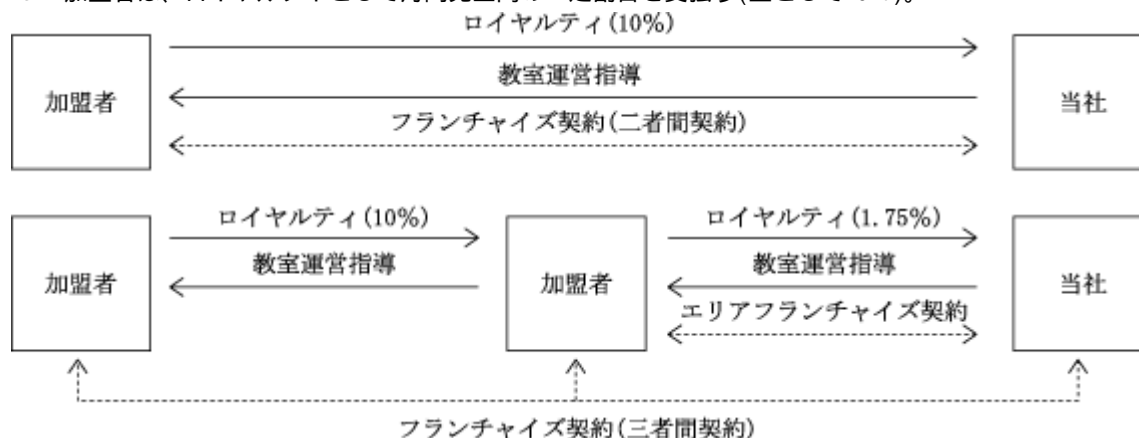 ロイヤルティ(10%)
教室運営指導
加盟者
当社
フランチャイズ契約(二者間契約)
ロイヤルティ(10%)
ロイヤルティ(1.75%)
教室運営指導
教室運営指導
加盟者
加盟者
当社
エリアフランチャイズ契約
フランチャイズ契約(三者間契約)